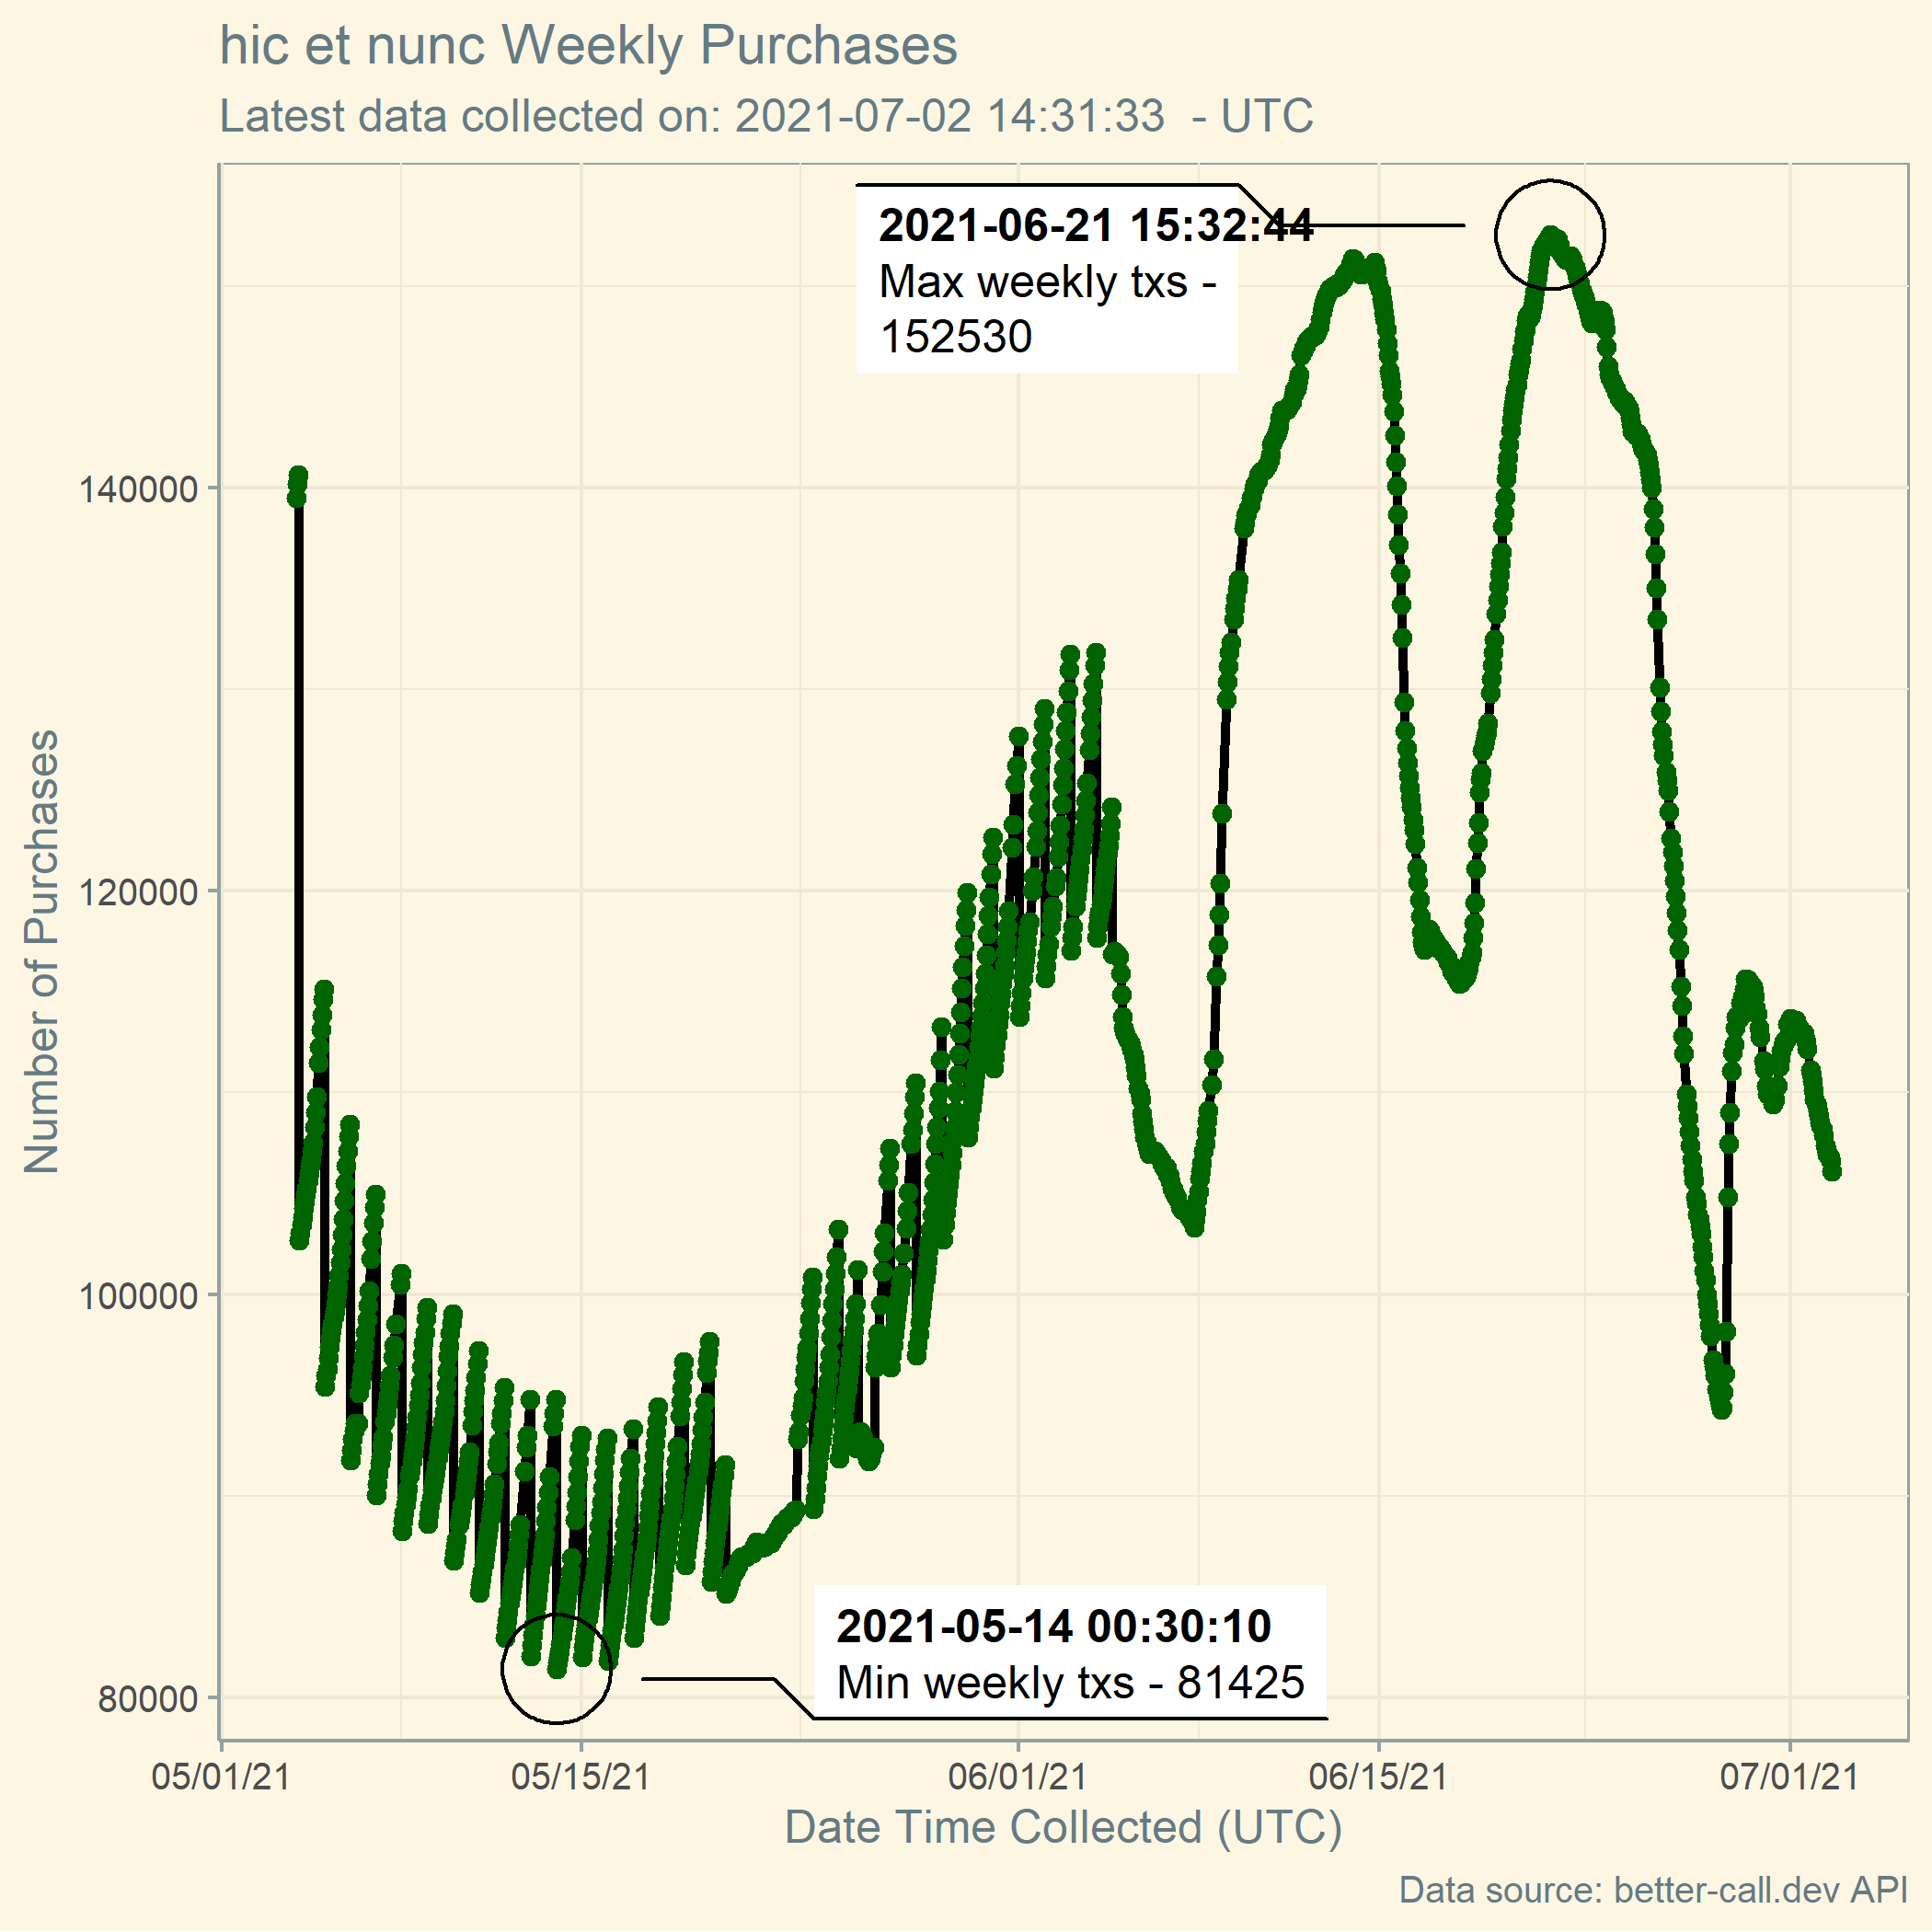 hic et nunc Weekly Purchases
Latest data collected on: 2021-07-02 14:31:33  - UTC
2021-06-21 15:32:44
Max weekly txs -
152530
140000
120000
100000
80000
Number of Purchases
2021-05-14 00:30:10
Min weekly txs - 81425
05/01/21 05/15/21 06/01/21 06/15/21 07/01/21
Date Time Collected (UTC)
Data source: better-call.dev API